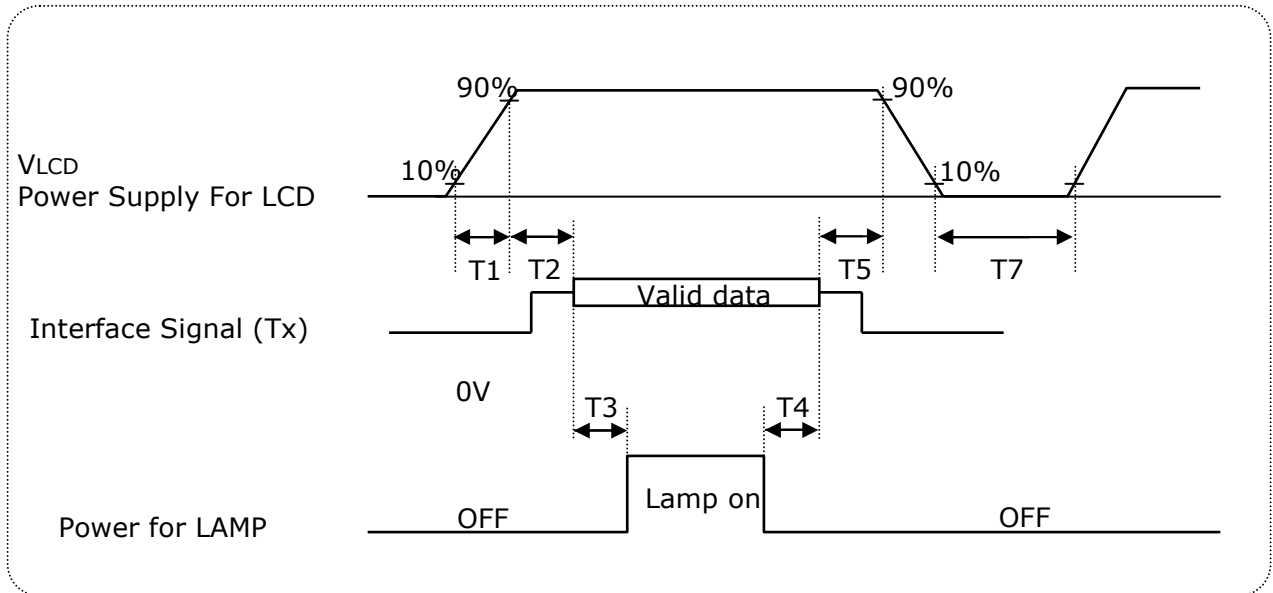 90%
90%
VLCD
10%
10%
Power Supply For LCD
T1
T2
T5
T7
Valid data
Interface Signal (Tx)
0V
T3
T4
Lamp on
Power for LAMP
OFF
OFF